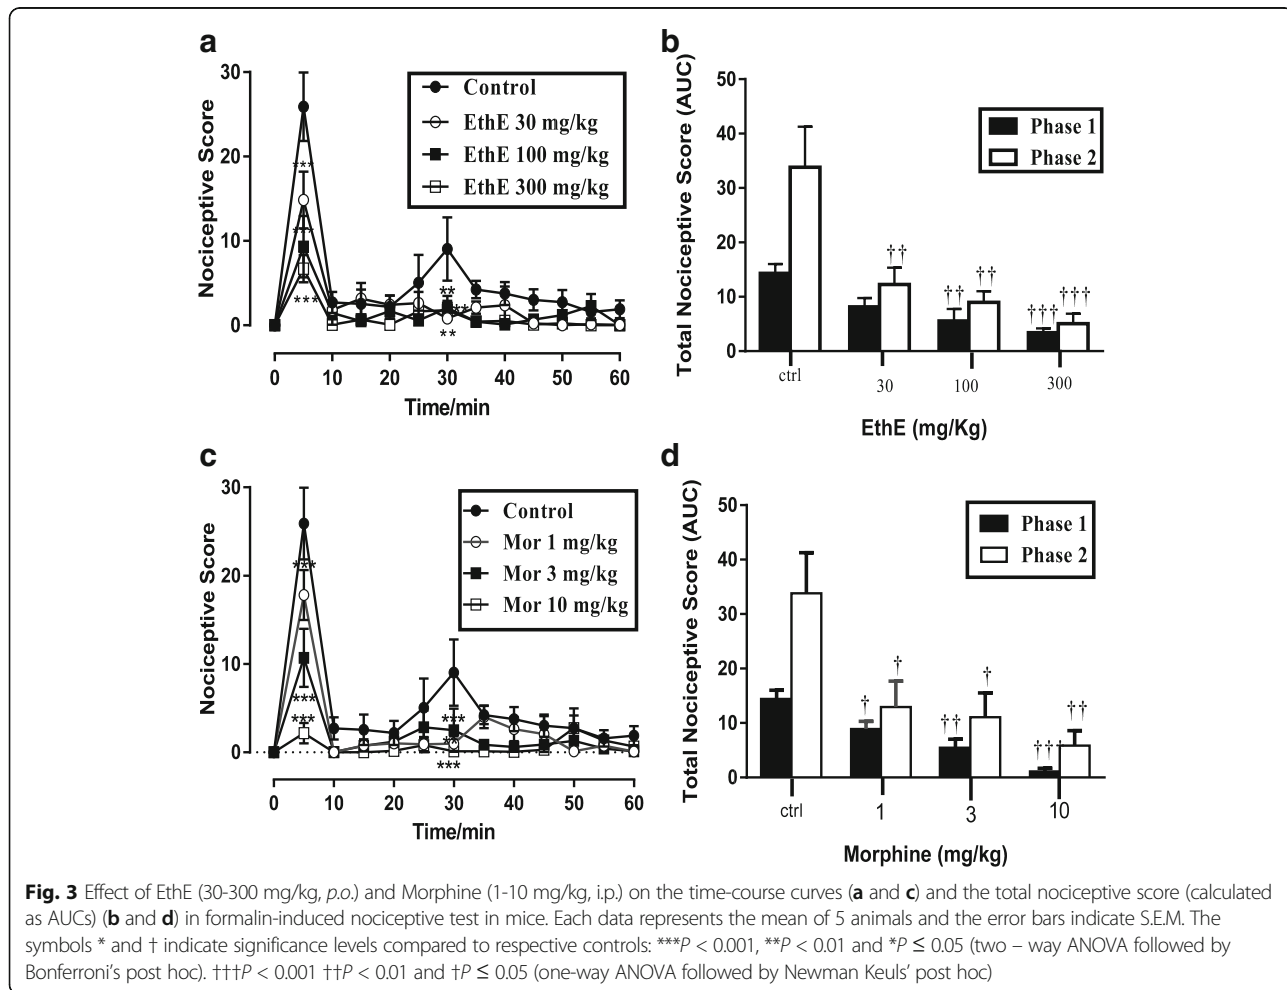 a
30
20
10
0
Nociceptive Score
Control
EthE 30 mg/kg
EthE 100 mg/kg
EthE 300 mg/kg
***
***
***
**
**
**
0 10 20 30 40 50 60
Time/min
b
Total Nociceptive Score (AUC)
50
40
30
20
10
0
Phase 1
Phase 2
††
††
††
†††
†††
ctrl 30 100 300
EthE (mg/Kg)
c
30
20
10
0
Nociceptive Score
Control
Mor 1 mg/kg
Mor 3 mg/kg
Mor 10 mg/kg
***
***
***
***
**
***
0 10 20 30 40 50 60
Time/min
d
Total Nociceptive Score (AUC)
50
40
30
20
10
0
Phase 1
Phase 2
†
†
††
†
†††
††
ctrl 1 3 10
Morphine (mg/kg)
Fig. 3 Effect of EthE (30-300 mg/kg, p.o.) and Morphine (1-10 mg/kg, i.p.) on the time-course curves (a and c) and the total nociceptive score (calculated
as AUCs) (b and d) in formalin-induced nociceptive test in mice. Each data represents the mean of 5 animals and the error bars indicate S.E.M. The
symbols * and † indicate significance levels compared to respective controls: ***P < 0.001, **P < 0.01 and *P ≤ 0.05 (two – way ANOVA followed by
Bonferroni’s post hoc). †††P < 0.001 ††P < 0.01 and †P ≤ 0.05 (one-way ANOVA followed by Newman Keuls’ post hoc)